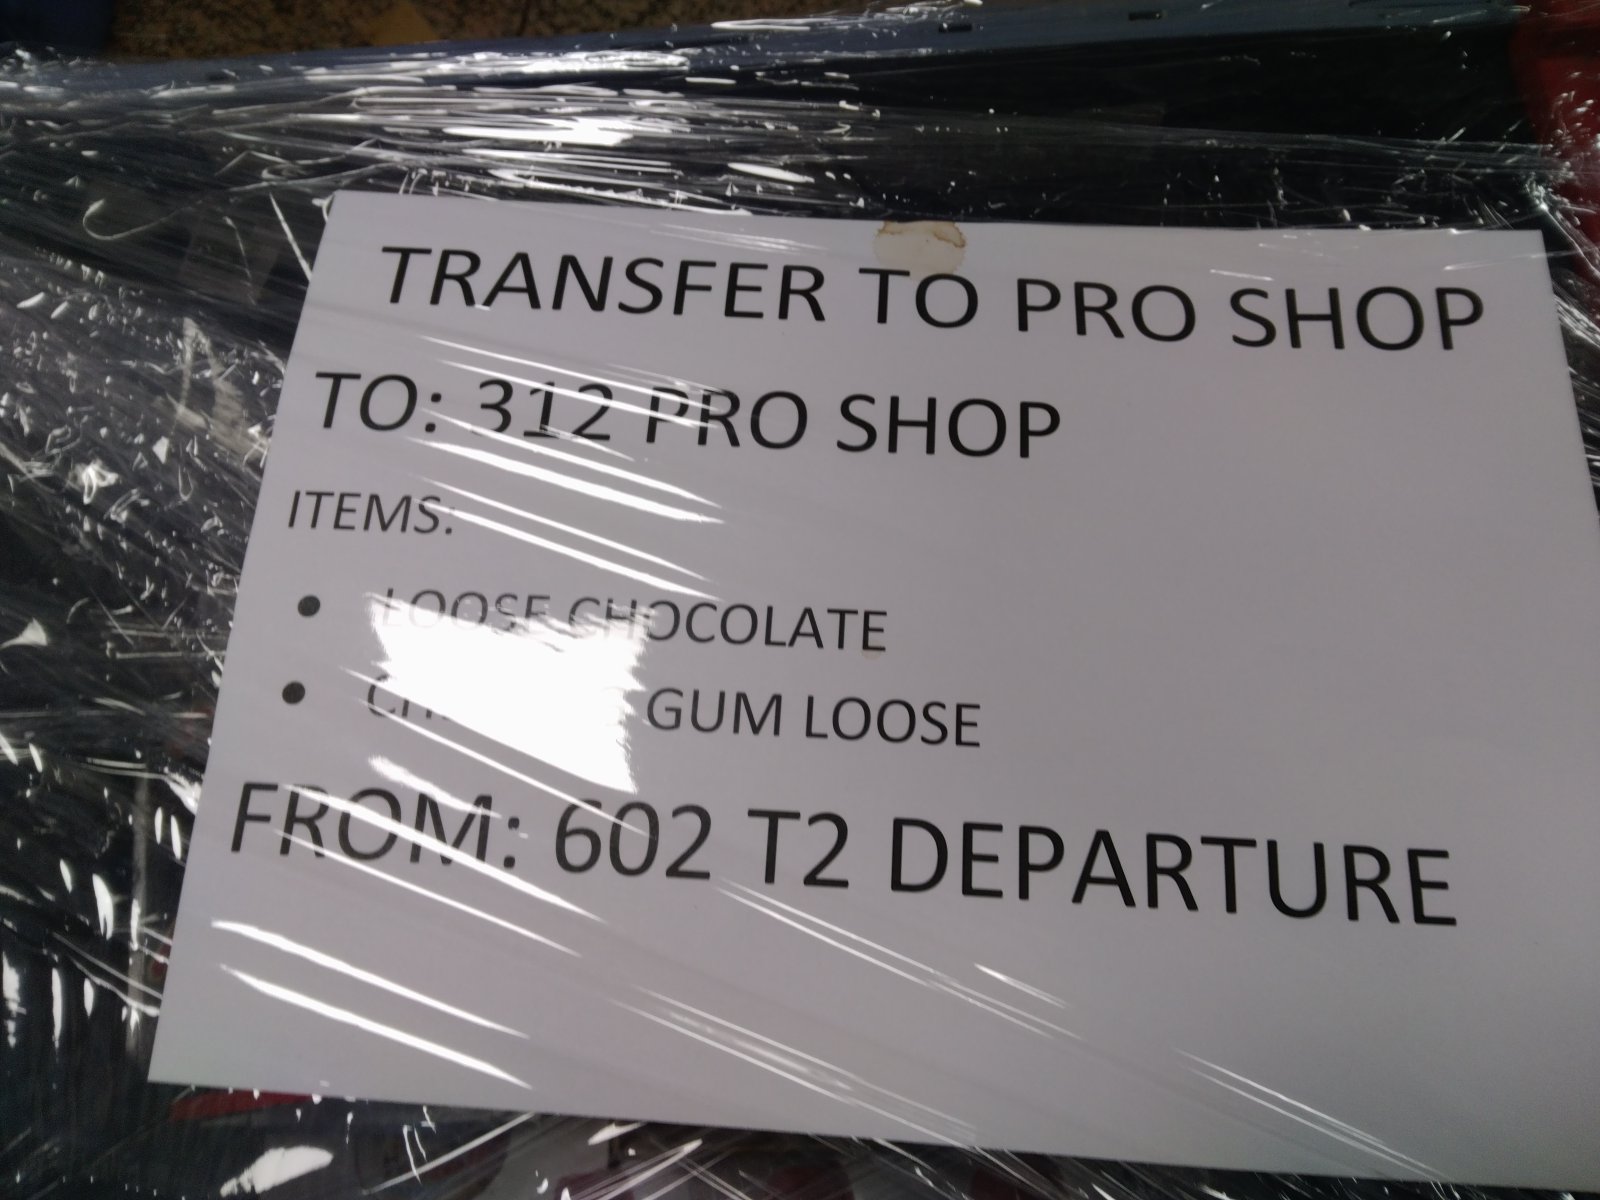 TRANSFER TO PRO SHOP
TO: 312 PRO SHOP
ITEMS:
• LOOSE CHOCOLATE
• GUM LOOSE
FROM: 602 T2 DEPARTURE